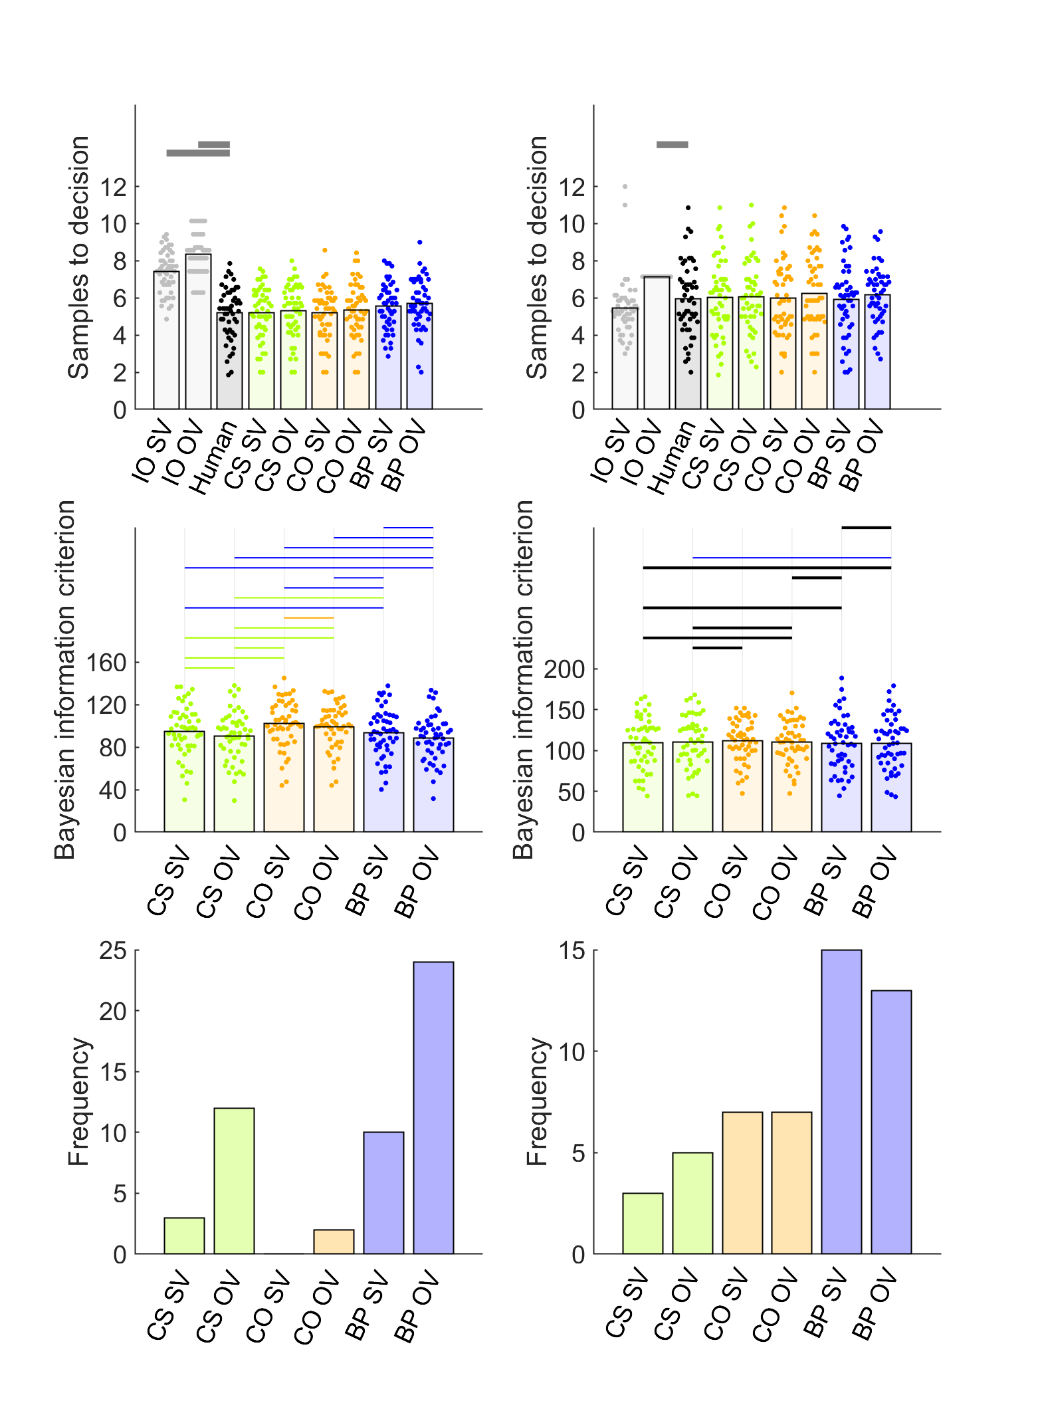 Samples to decision
12
10
8
6
4
2
0
IO SV
IO OV
Human
CS SV
CS OV
CO SV
CO OV
BP SV
BP OV
Samples to decision
12
10
8
6
4
2
0
IO SV
IO OV
Human
CS SV
CS OV
CO SV
CO OV
BP SV
BP OV
Bayesian information criterion
160
120
80
40
0
CS SV
CS OV
CO SV
CO OV
BP SV
BP OV
Bayesian information criterion
200
150
100
50
0
CS SV
CS OV
CO SV
CO OV
BP SV
BP OV
Frequency
25
20
15
10
5
0
CS SV
CS OV
CO SV
CO OV
BP SV
BP OV
Frequency
15
10
5
0
CS SV
CS OV
CO SV
CO OV
BP SV
BP OV